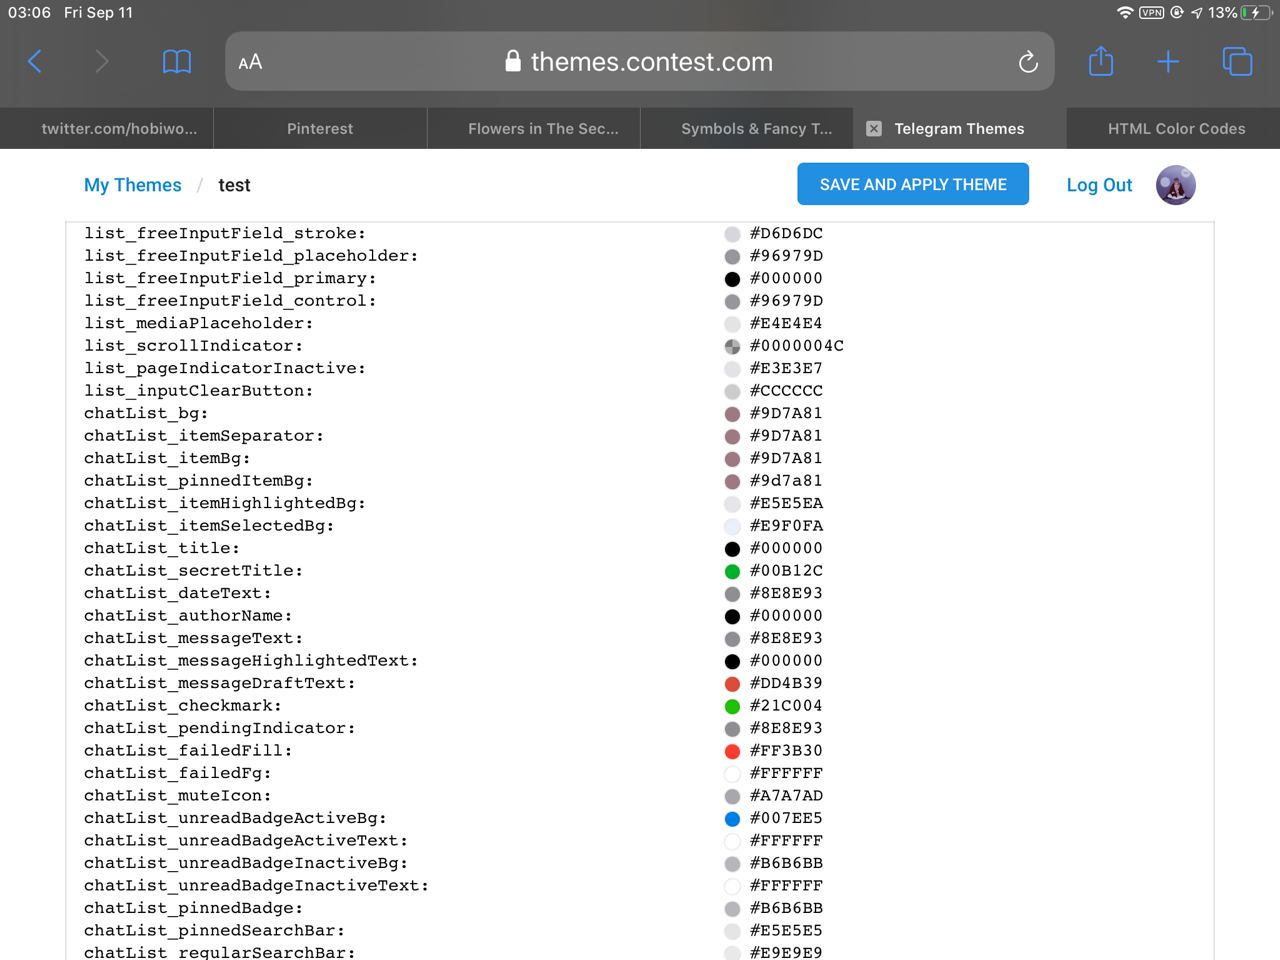 03:06 Fri Sep 11 VPN 13%
AA themes.contest.com
twitter.com/hobiwo... Pinterest Flowers in The Sec... Symbols & Fancy T... Telegram Themes HTML Color Codes
My Themes / test SAVE AND APPLY THEME Log Out
list_freeInputField_stroke: #D6D6DC
list_freeInputField_placeholder: #96979D
list_freeInputField_primary: #000000
list_freeInputField_control: #96979D
list_mediaPlaceholder: #E4E4E4
list_scrollIndicator: #0000004C
list_pageIndicatorInactive: #E3E3E7
list_inputClearButton: #CCCCCC
chatList_bg: #9D7A81
chatList_itemSeparator: #9D7A81
chatList_itemBg: #9D7A81
chatList_pinnedItemBg: #9d7a81
chatList_itemHighlightedBg: #E5E5EA
chatList_itemSelectedBg: #E9F0FA
chatList_title: #000000
chatList_secretTitle: #00B12C
chatList_dateText: #8E8E93
chatList_authorName: #000000
chatList_messageText: #8E8E93
chatList_messageHighlightedText: #000000
chatList_messageDraftText: #DD4B39
chatList_checkmark: #21C004
chatList_pendingIndicator: #8E8E93
chatList_failedFill: #FF3B30
chatList_failedFg: #FFFFFF
chatList_muteIcon: #A7A7AD
chatList_unreadBadgeActiveBg: #007EE5
chatList_unreadBadgeActiveText: #FFFFFF
chatList_unreadBadgeInactiveBg: #B6B6BB
chatList_unreadBadgeInactiveText: #FFFFFF
chatList_pinnedBadge: #B6B6BB
chatList_pinnedSearchBar: #E5E5E5
chatList_regularSearchBar: #E9E9E9